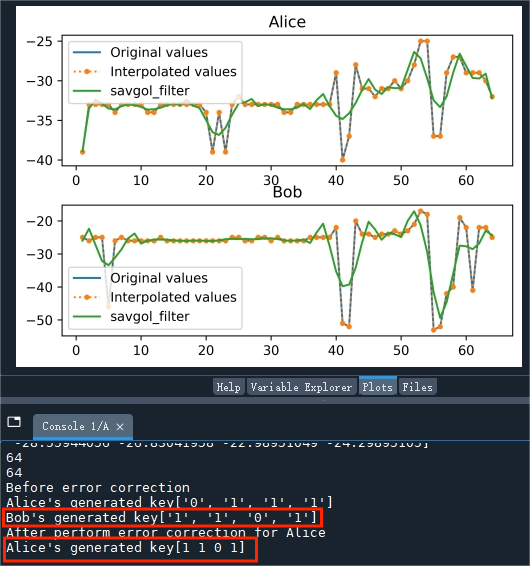 Alice
−25
−30
−35
−40
Original values
Interpolated values
savgol_filter
0 10 20 30 40 50 60
Bob
−20
−30
−40
−50
Original values
Interpolated values
savgol_filter
0 10 20 30 40 50 60
Help Variable Explorer Plots Files
Console 1/A ×
64
64
Before error correction
Alice's generated key['0', '1', '1', '1']
Bob's generated key['1', '1', '0', '1']
After perform error correction for Alice
Alice's generated key[1 1 0 1]